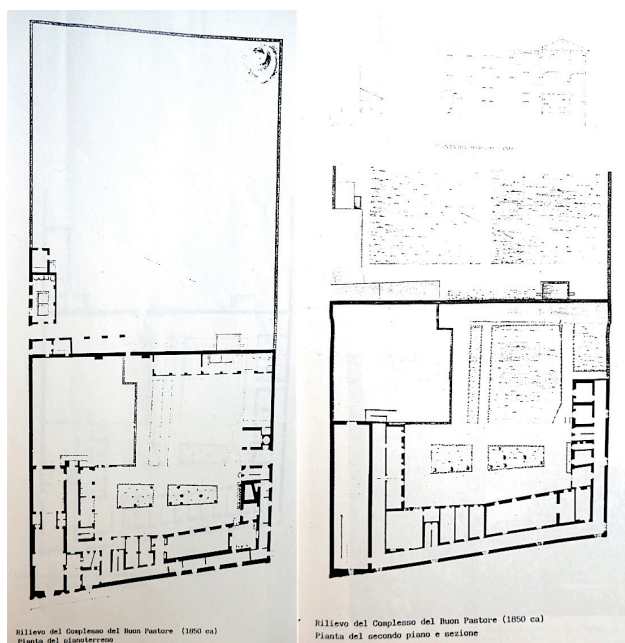 Rilievo del Complesso del Buon Pastore (1850 ca)
Pianta del pianoterreno
Rilievo del Complesso del Buon Pastore (1850 ca)
Pianta del secondo piano e sezione